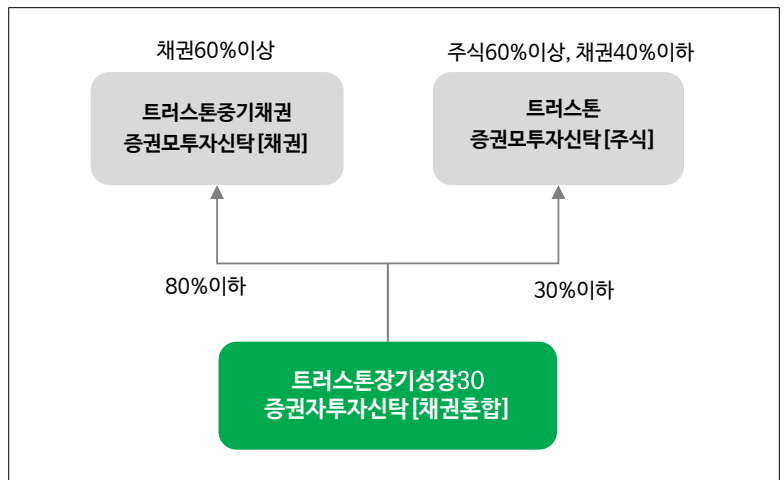 채권60%이상
주식60%이상, 채권40%이하
트러스톤중기채권
증권모투자신탁[채권]
트러스톤
증권모투자신탁[주식]
80%이하
30%이하
트러스톤장기성장30
증권자투자신탁[채권혼합]